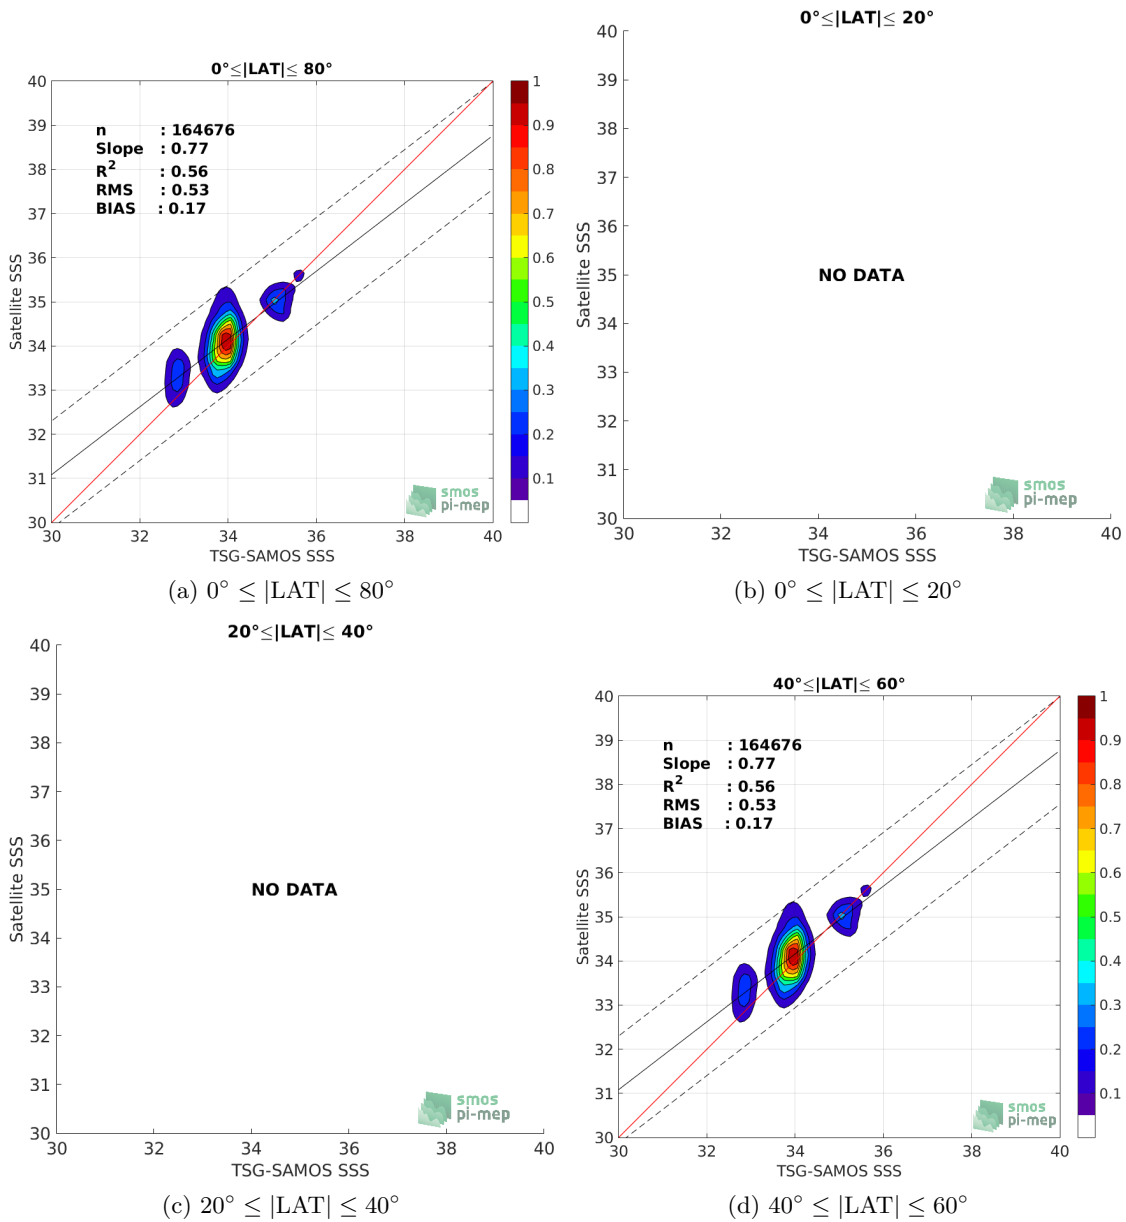 0°≤|LAT|≤ 80°
n : 164676
Slope : 0.77
R² : 0.56
RMS : 0.53
BIAS : 0.17
40
39
38
37
36
35
34
33
32
31
30
30 32 34 36 38 40
Satellite SSS
TSG-SAMOS SSS
1
0.9
0.8
0.7
0.6
0.5
0.4
0.3
0.2
0.1
smos
pi-mep
(a) 0° ≤ |LAT| ≤ 80°
0°≤|LAT|≤ 20°
40
39
38
37
36
35
34
33
32
31
30
30 32 34 36 38 40
Satellite SSS
NO DATA
TSG-SAMOS SSS
smos
pi-mep
(b) 0° ≤ |LAT| ≤ 20°
20°≤|LAT|≤ 40°
40
39
38
37
36
35
34
33
32
31
30
30 32 34 36 38 40
Satellite SSS
NO DATA
TSG-SAMOS SSS
smos
pi-mep
(c) 20° ≤ |LAT| ≤ 40°
40°≤|LAT|≤ 60°
n : 164676
Slope : 0.77
R² : 0.56
RMS : 0.53
BIAS : 0.17
40
39
38
37
36
35
34
33
32
31
30
30 32 34 36 38 40
Satellite SSS
TSG-SAMOS SSS
1
0.9
0.8
0.7
0.6
0.5
0.4
0.3
0.2
0.1
smos
pi-mep
(d) 40° ≤ |LAT| ≤ 60°